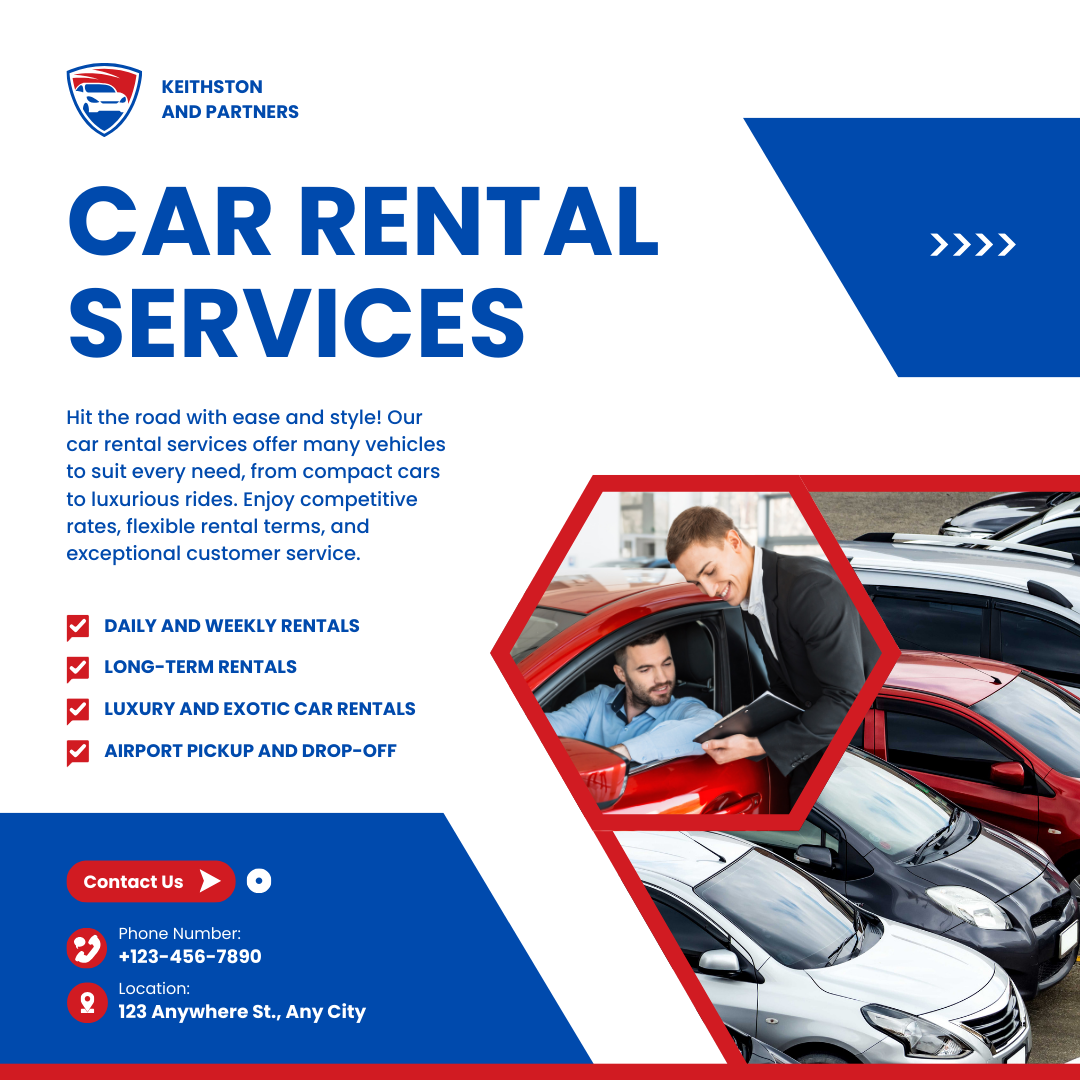 KEITHSTON
AND PARTNERS
CAR RENTAL
SERVICES
Hit the road with ease and style! Our
car rental services offer many vehicles
to suit every need, from compact cars
to luxurious rides. Enjoy competitive
rates, flexible rental terms, and
exceptional customer service.
DAILY AND WEEKLY RENTALS
LONG-TERM RENTALS
LUXURY AND EXOTIC CAR RENTALS
AIRPORT PICKUP AND DROP-OFF
Contact Us
Phone Number:
+123-456-7890
Location:
123 Anywhere St., Any City